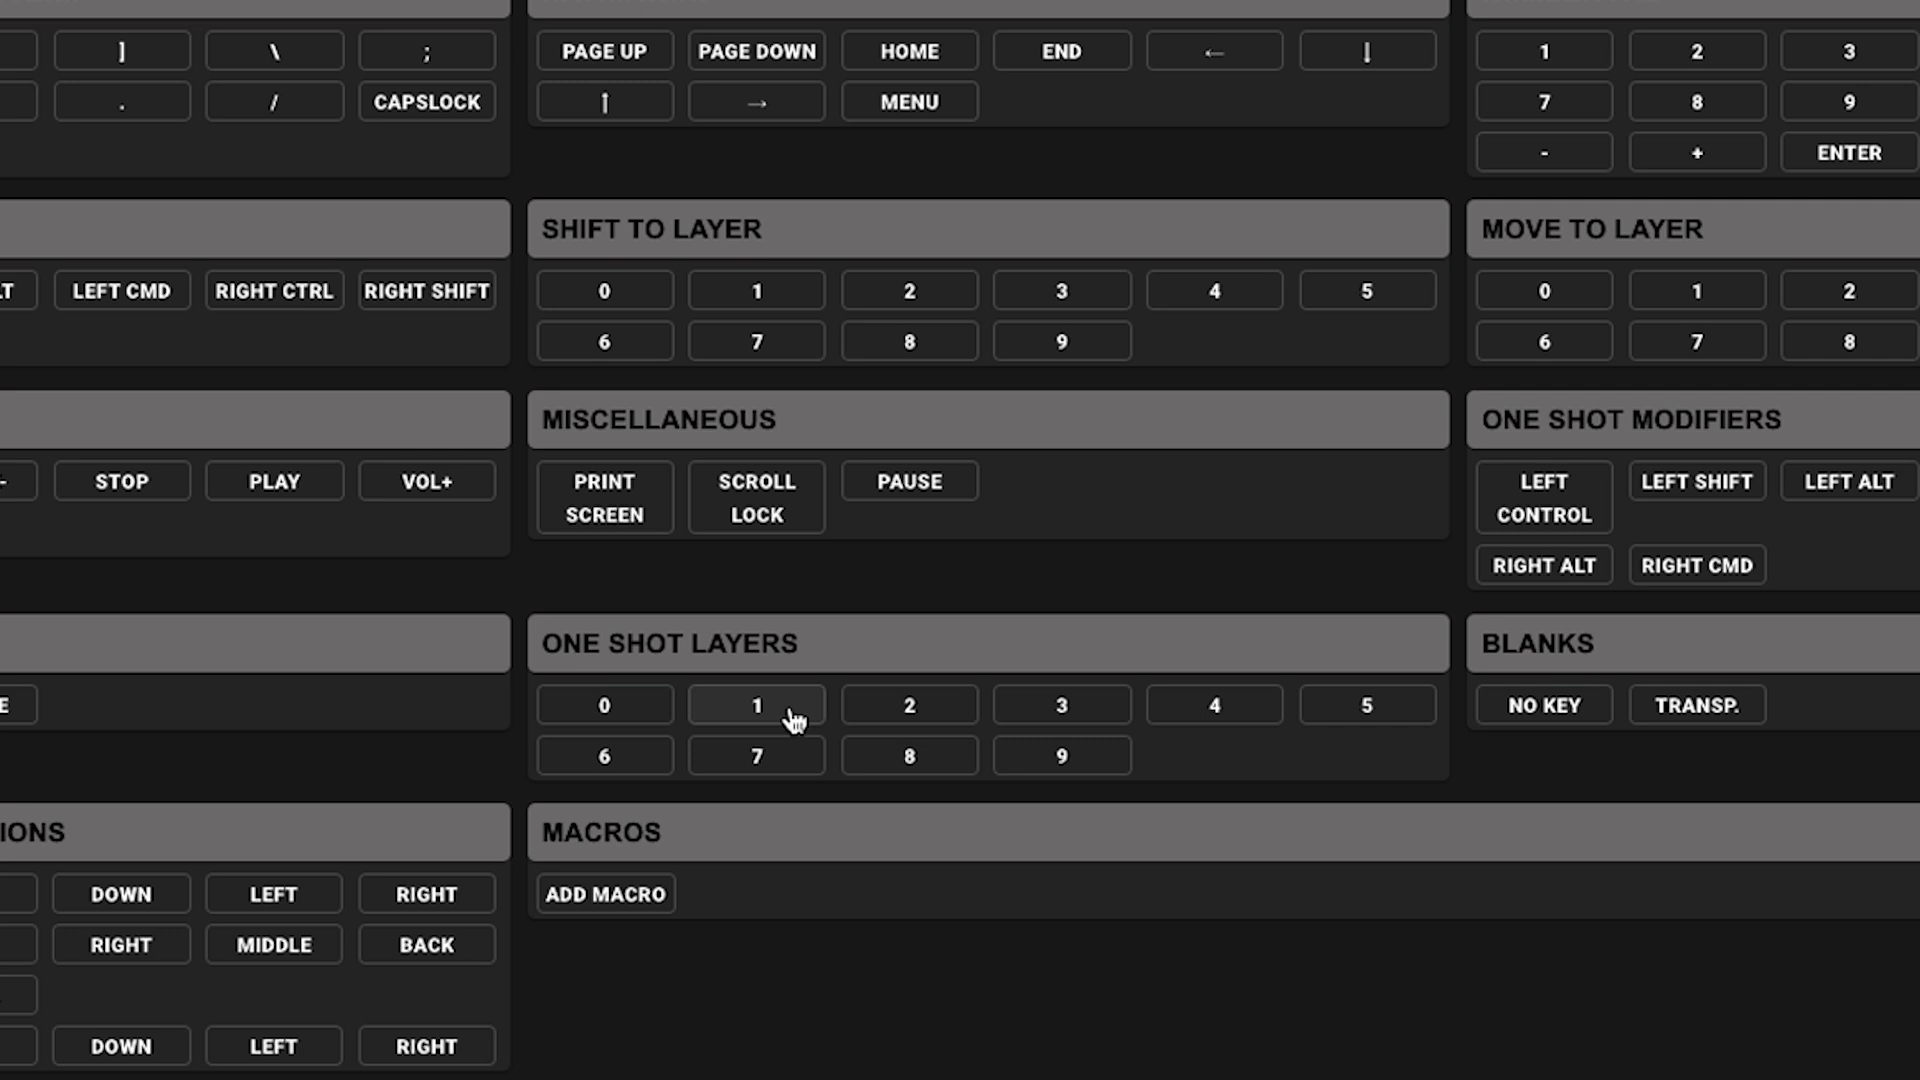 ]
\
;
.
/
CAPSLOCK
PAGE UP
PAGE DOWN
HOME
END
←
↓
↑
→
MENU
1
2
3
7
8
9
-
+
ENTER
LEFT CMD
RIGHT CTRL
RIGHT SHIFT
SHIFT TO LAYER
0
1
2
3
4
5
6
7
8
9
MOVE TO LAYER
0
1
2
6
7
8
-
STOP
PLAY
VOL+
MISCELLANEOUS
PRINT
SCREEN
SCROLL
LOCK
PAUSE
ONE SHOT MODIFIERS
LEFT
CONTROL
LEFT SHIFT
LEFT ALT
RIGHT ALT
RIGHT CMD
E
ONE SHOT LAYERS
0
1
2
3
4
5
6
7
8
9
BLANKS
NO KEY
TRANSP.
IONS
DOWN
LEFT
RIGHT
RIGHT
MIDDLE
BACK
DOWN
LEFT
RIGHT
MACROS
ADD MACRO